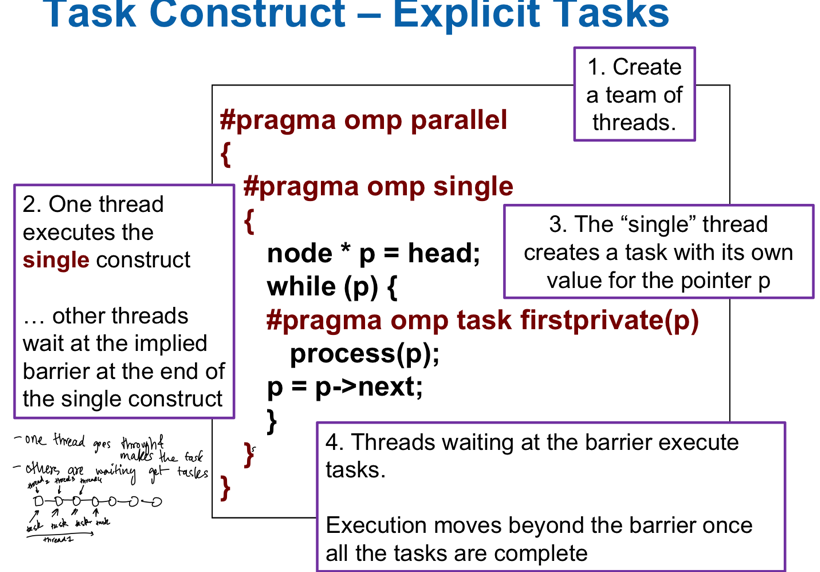 Task Construct – Explicit Tasks
1. Create
a team of
threads.
#pragma omp parallel
{
#pragma omp single
{
node * p = head;
while (p) {
#pragma omp task firstprivate(p)
process(p);
p = p->next;
}
}
}
2. One thread
executes the
single construct
… other threads
wait at the implied
barrier at the end of
the single construct
3. The “single” thread
creates a task with its own
value for the pointer p
4. Threads waiting at the barrier execute
tasks.
Execution moves beyond the barrier once
all the tasks are complete
- one thread goes throught
makes the task
- others are waiting get tasks
task task task task
thread1